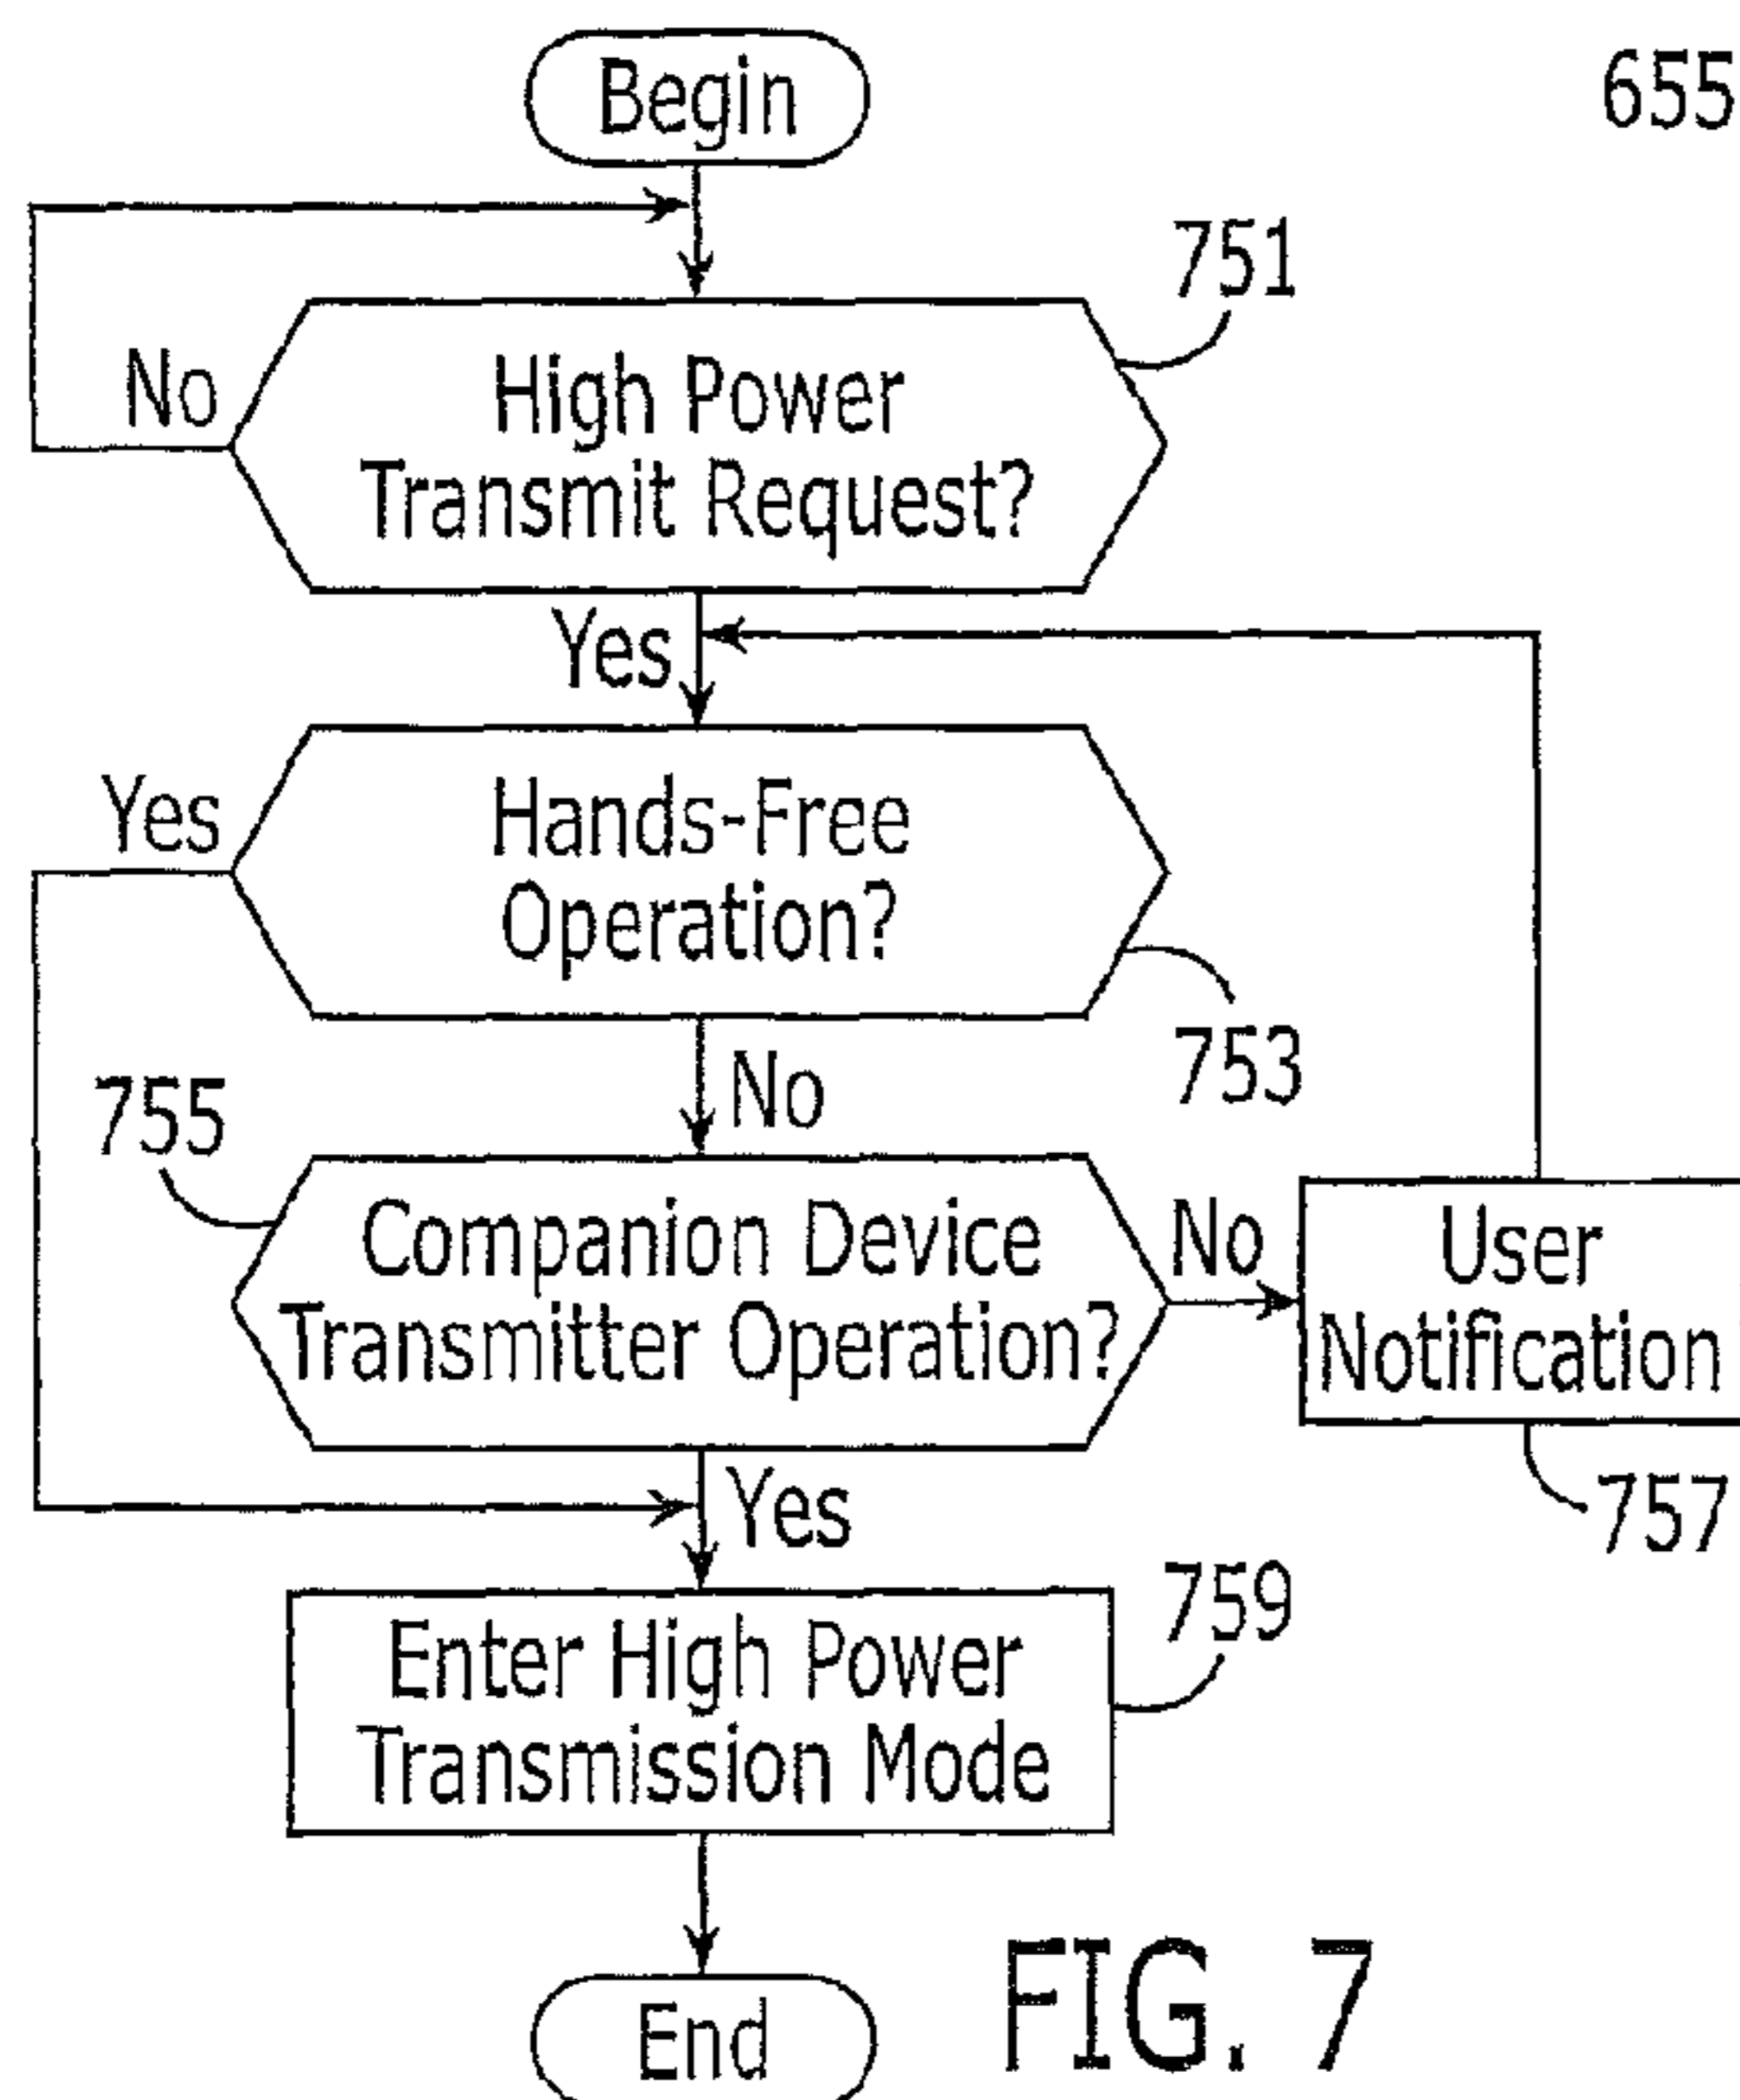 Begin
655
751
No
High Power
Transmit Request?
Yes
Yes
Hands-Free
Operation?
753
No
755
Companion Device
Transmitter Operation?
No
User
Notification
757
Yes
759
Enter High Power
Transmission Mode
End
FIG. 7